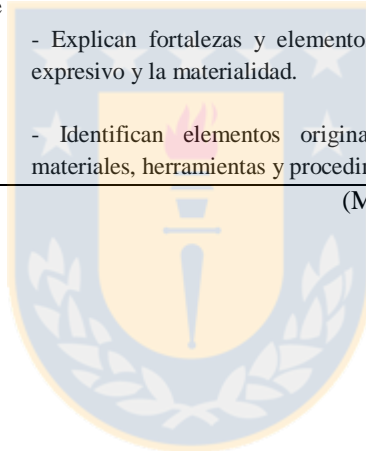 e
- Explican fortalezas y elemento
expresivo y la materialidad.
- Identifican elementos origina
materiales, herramientas y procedi
(M